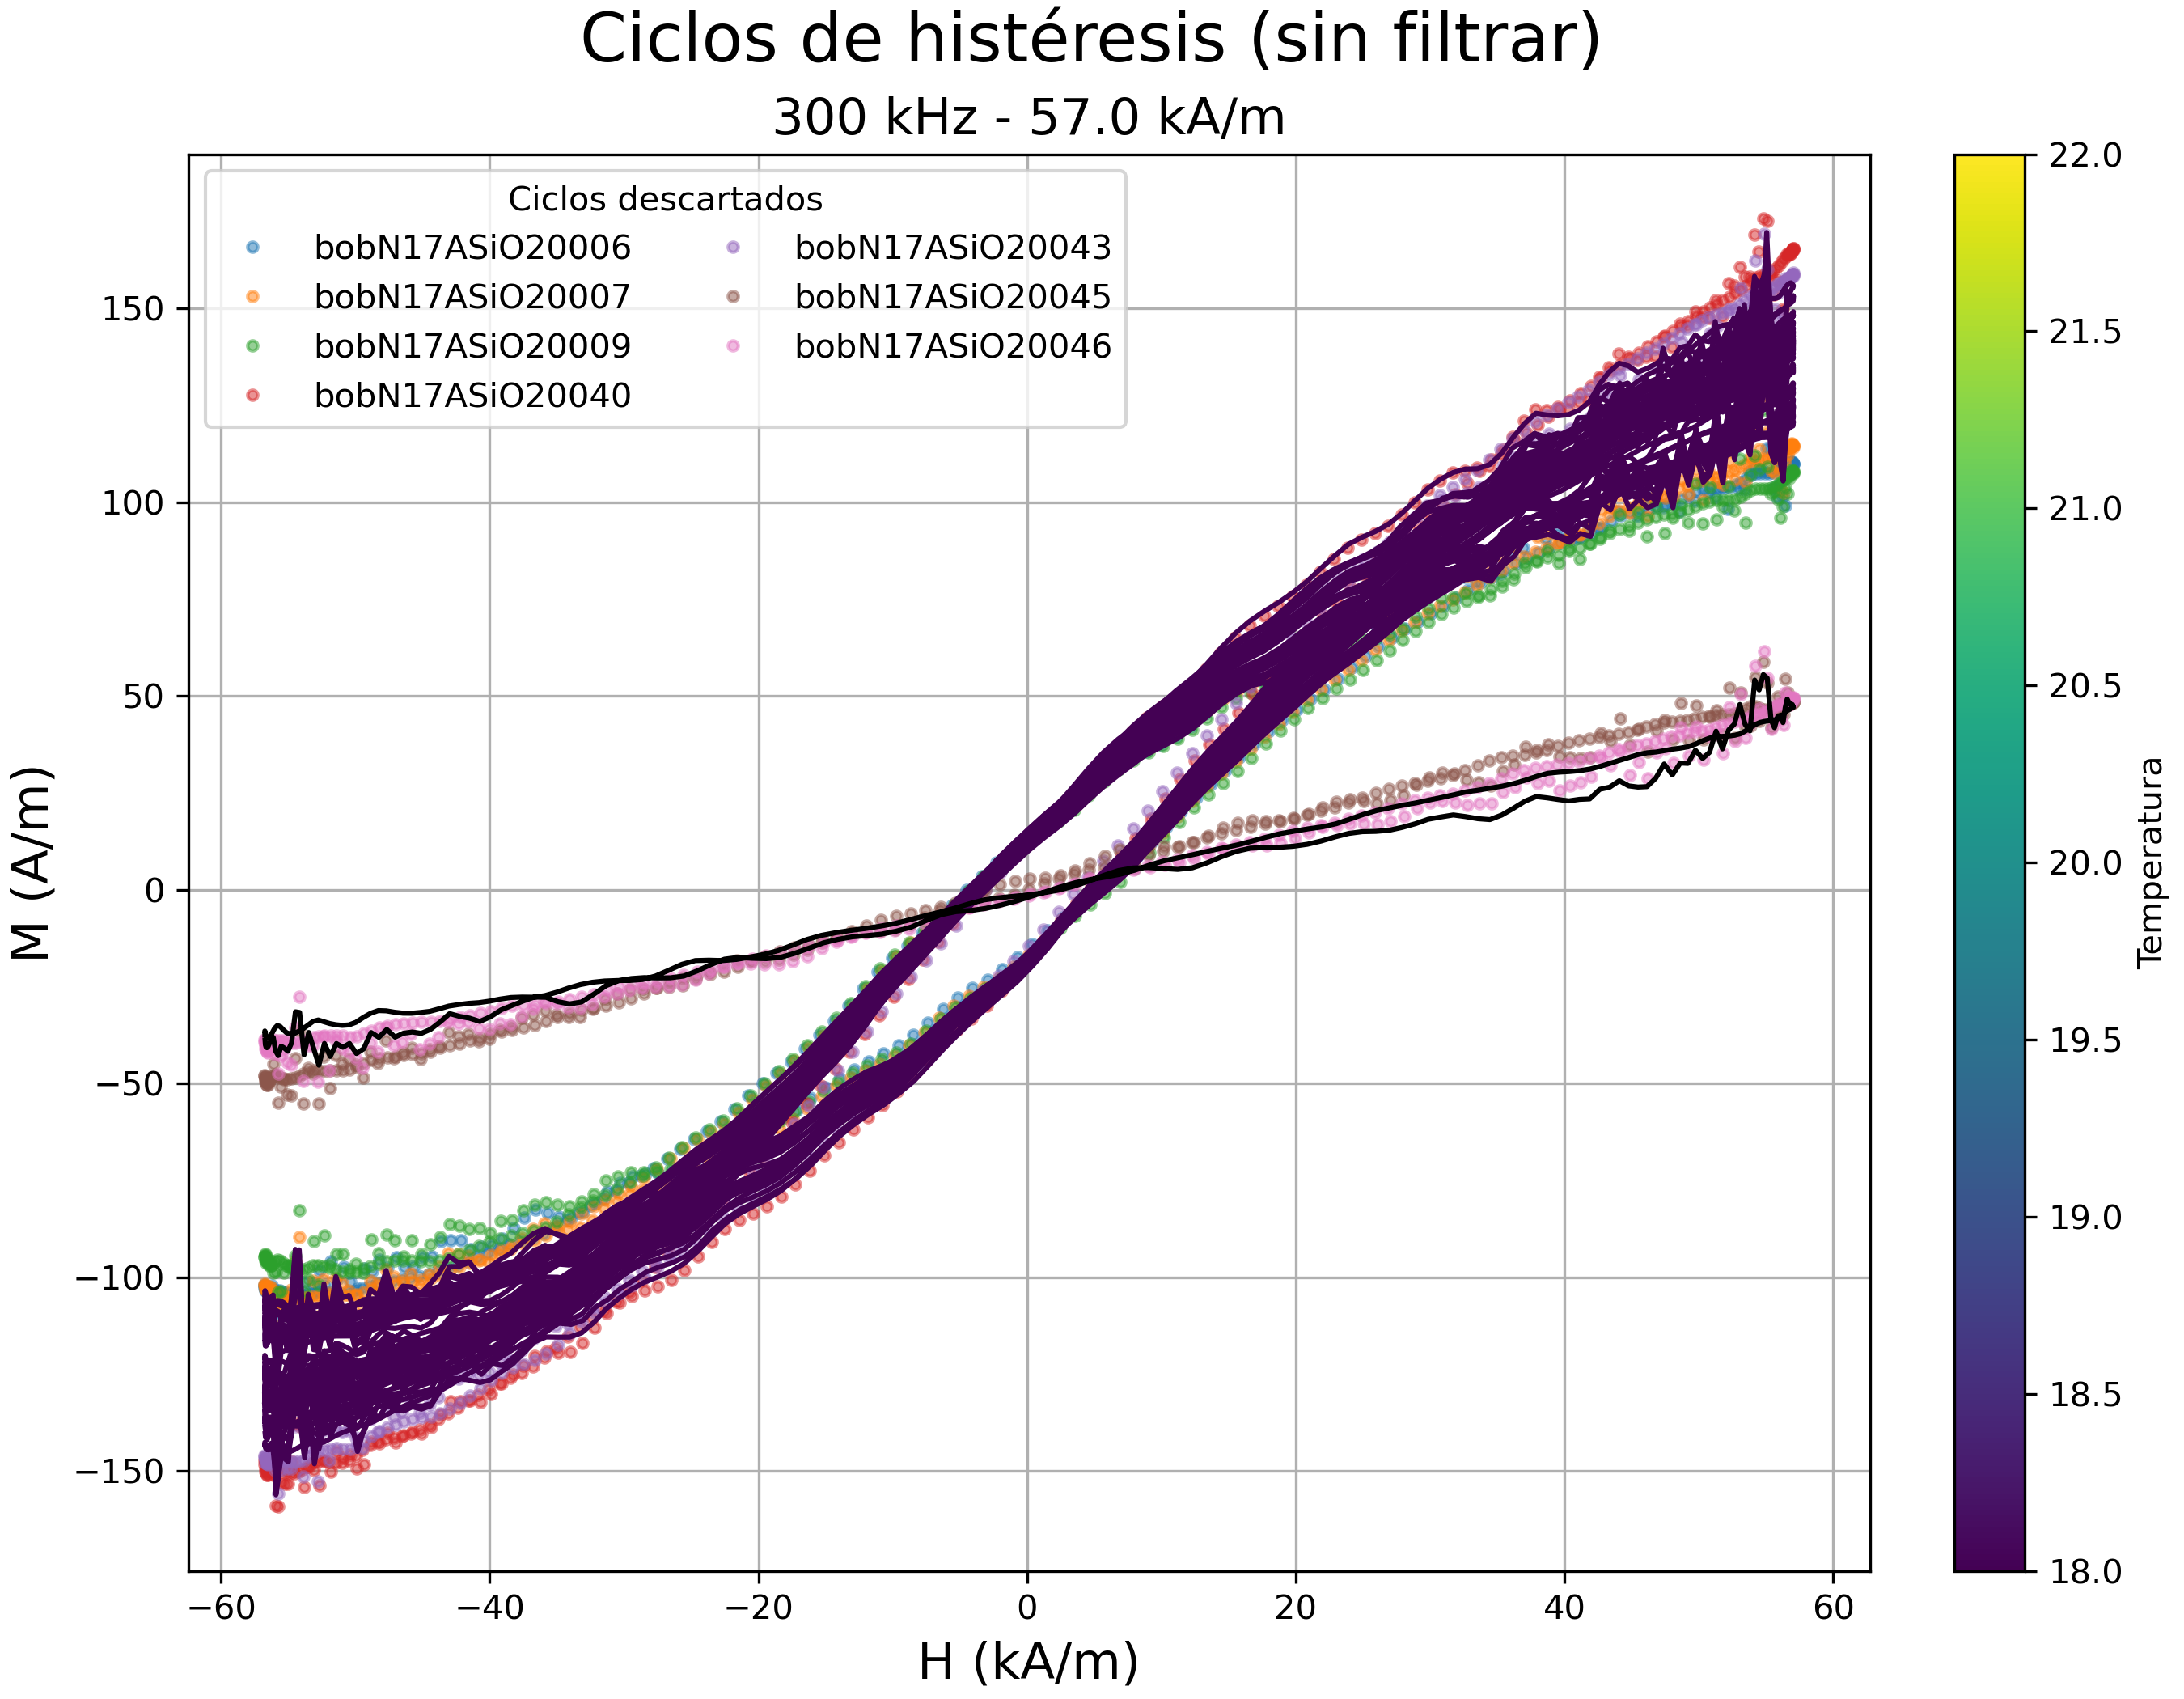 Ciclos de histéresis (sin filtrar)
300 kHz - 57.0 kA/m
Ciclos descartados
bobN17ASiO20006
bobN17ASiO20007
bobN17ASiO20009
bobN17ASiO20040
bobN17ASiO20043
bobN17ASiO20045
bobN17ASiO20046
M (A/m)
150
100
50
0
−50
−100
−150
−60 −40 −20 0 20 40 60
H (kA/m)
22.0
21.5
21.0
20.5
20.0
19.5
19.0
18.5
18.0
Temperatura